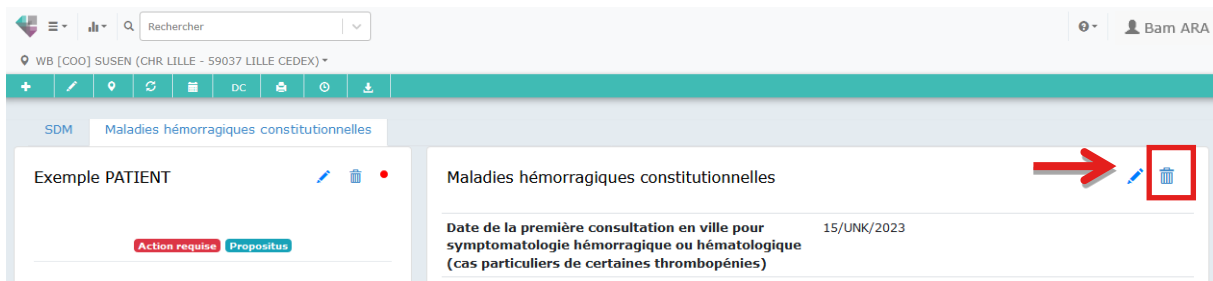 Rechercher
Bam ARA
WB [COO] SUSEN (CHR LILLE - 59037 LILLE CEDEX)
DC
SDM Maladies hémorragiques constitutionnelles
Exemple PATIENT
Action requise Propositus
Maladies hémorragiques constitutionnelles
Date de la première consultation en ville pour 15/UNK/2023
symptomatologie hémorragique ou hématologique
(cas particuliers de certaines thrombopénies)